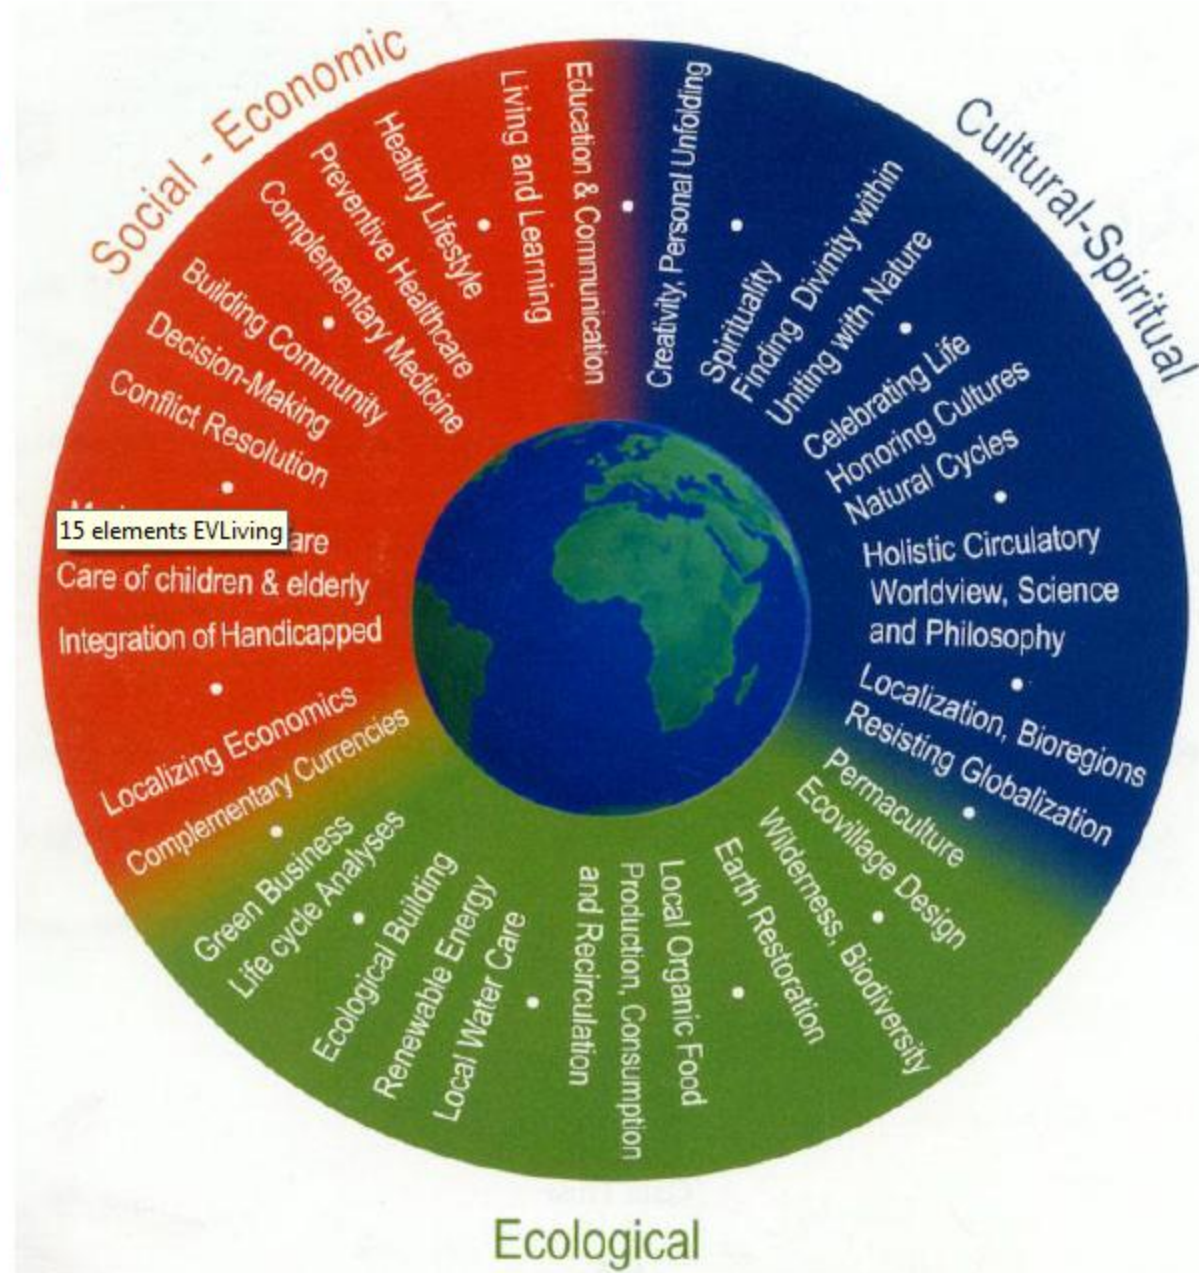 Social - Economic
Cultural-Spiritual
Ecological
Education & Communication
Living and Learning
Healthy Lifestyle
Preventive Healthcare
Complementary Medicine
Building Community
Decision-Making
Conflict Resolution
15 elements EVLiving
Care of children & elderly
Integration of Handicapped
Localizing Economics
Complementary Currencies
Creativity, Personal Unfolding
Spirituality
Finding Divinity within
Uniting with Nature
Celebrating Life
Honoring Cultures
Natural Cycles
Holistic Circulatory
Worldview, Science
and Philosophy
Localization, Bioregions
Resisting Globalization
Permaculture
Ecovillage Design
Wilderness, Biodiversity
Earth Restoration
Local Organic Food
Production, Consumption
and Recirculation
Ecological Building
Renewable Energy
Local Water Care
Green Business
Life cycle Analyses